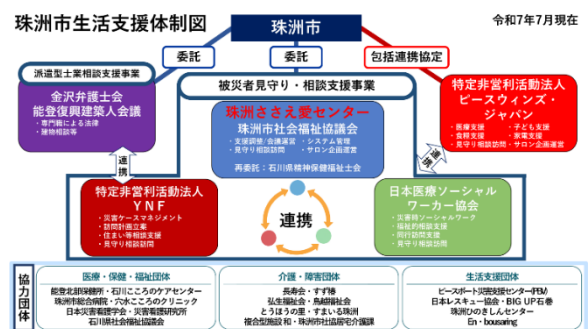 珠洲市生活支援体制図
令和7年7月現在
珠洲市
委託
委託
包括連携協定
派遣型士業相談支援事業
金沢弁護士会
能登復興建築人会議
・専門職による法律
・建物相談等
被災者見守り・相談支援事業
珠洲ささえ愛センター
珠洲市社会福祉協議会
・支援調整/会議運営 ・システム管理
・見守り相談訪問 ・サロン企画運営
再委託:石川県精神保健福祉士会
特定非営利活動法人
ピースウィンズ・
ジャパン
・医療支援 ・子ども支援
・食糧支援 ・家電支援
・見守り相談訪問 ・サロン企画運営
連携
連携
特定非営利活動法人
YNF
・災害ケースマネジメント
・訪問計画立案
・住まい等相談支援
・見守り相談訪問
連携
日本医療ソーシャル
ワーカー協会
・災害時ソーシャルワーク
・福祉的相談支援
・同行訪問支援
・見守り相談訪問
協力団体
医療・保健・福祉団体
能登北部保健所・石川こころのケアセンター
珠洲市総合病院・穴水こころのクリニック
日本災害看護学会・災害看護研究所
石川県社会福祉協議会
介護・障害団体
長寿会・すず椿
弘生福祉会・鳥越福祉会
とうほうの里・すまいる珠洲
複合型施設 和・珠洲市社協居宅介護課
生活支援団体
ピースボート災害支援センター(PBV)
日本レスキュー協会・BIG UP石巻
珠洲ひのきしんセンター
En・bousaring